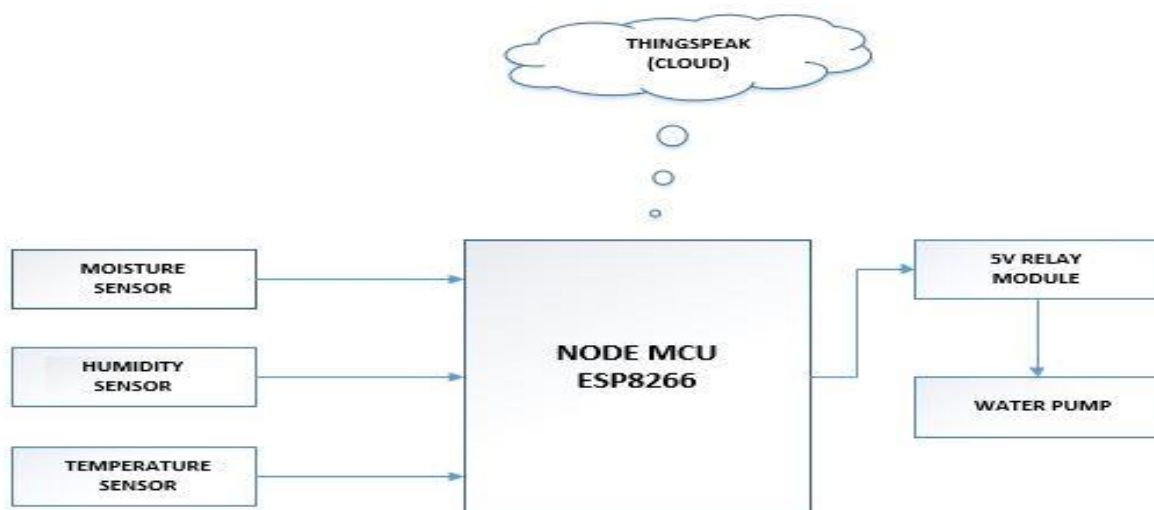 THINGSPEAK
(CLOUD)
MOISTURE
SENSOR
HUMIDITY
SENSOR
TEMPERATURE
SENSOR
NODE MCU
ESP8266
5V RELAY
MODULE
WATER PUMP